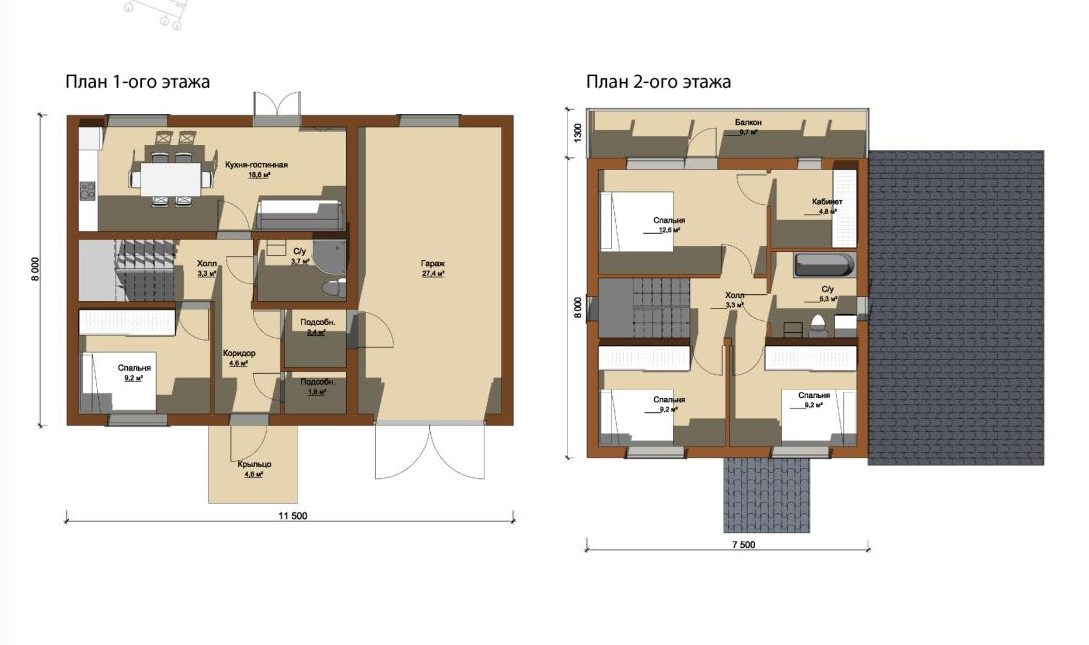 План 1-ого этажа
8 000
Кухня-гостинная
18,6 м²
Холл
3,3 м²
С/у
3,7 м²
Гараж
27,4 м²
Подсобн.
2,4 м²
Коридор
4,6 м²
Спальня
9,2 м²
Подсобн.
1,8 м²
Крыльцо
4,6 м²
11 500
План 2-ого этажа
1300
8 000
Балкон
9,7 м²
Кабинет
4,8 м²
Спальня
12,6 м²
Холл
3,3 м²
С/у
5,3 м²
Спальня
9,2 м²
Спальня
9,2 м²
7 500